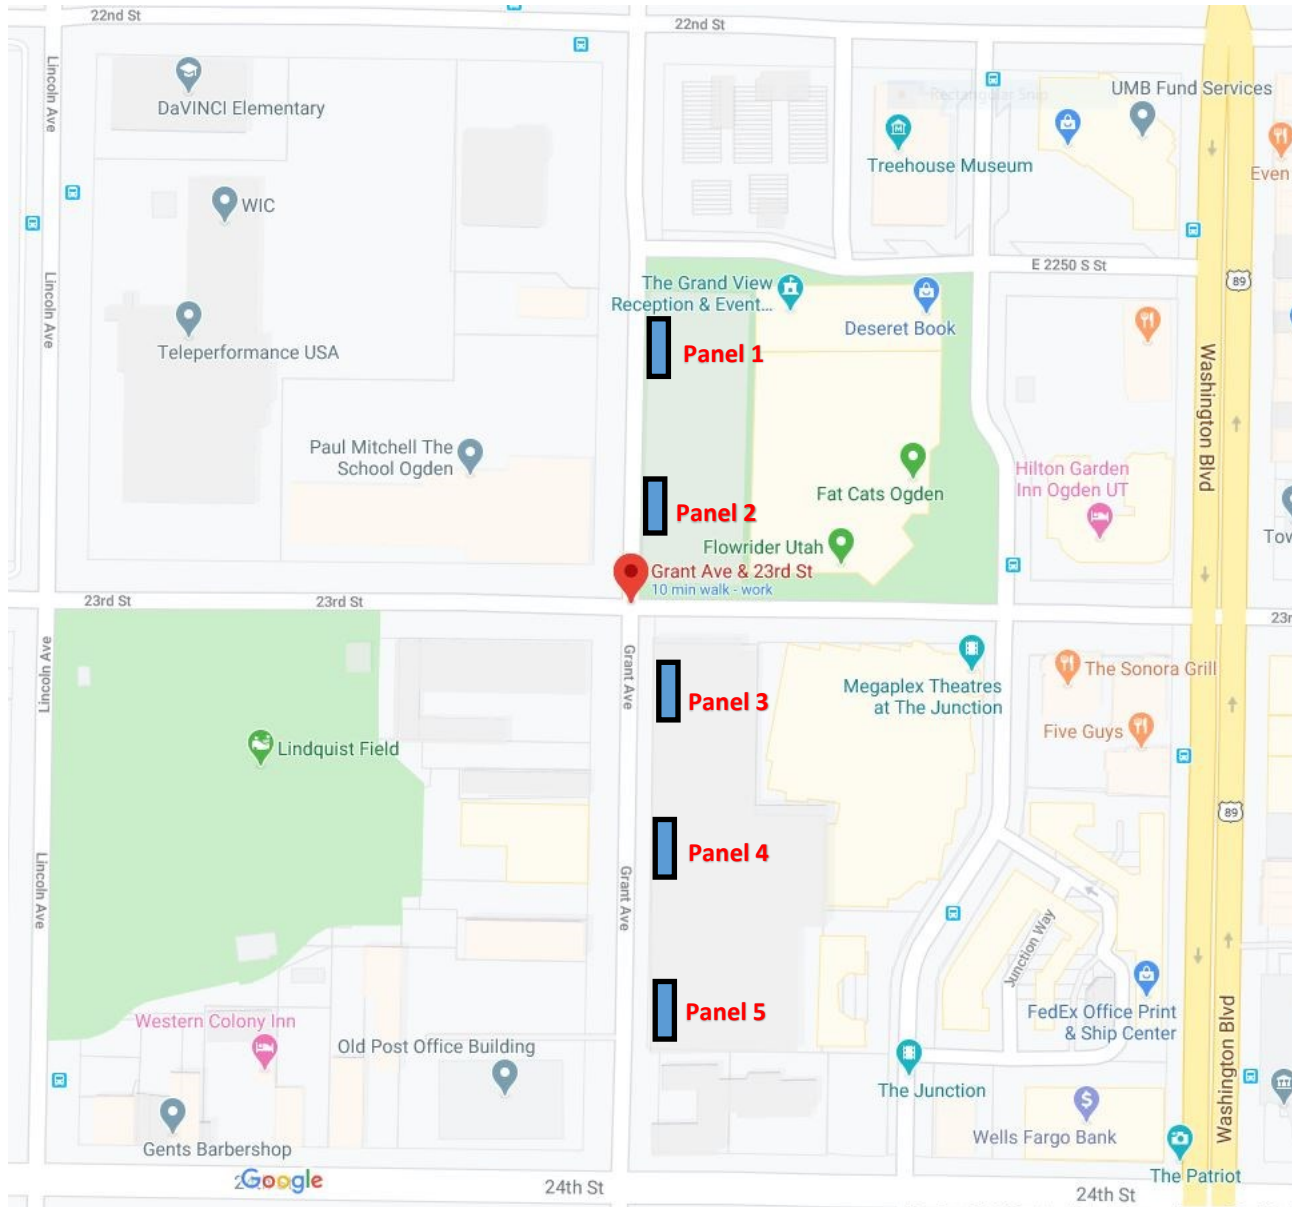 22nd St
22nd St
Lincoln Ave
DaVINCI Elementary
UMB Fund Services
Rectangular Snip
Treehouse Museum
Even
WIC
E 2250 S St
89
Lincoln Ave
The Grand View
Reception & Event...
Deseret Book
Teleperformance USA
Panel 1
Washington Blvd
Paul Mitchell The
School Ogden
Fat Cats Ogden
Hilton Garden
Inn Ogden UT
Panel 2
Flowrider Utah
Tow
Grant Ave & 23rd St
10 min walk - work
23rd St
23rd St
23r
Lincoln Ave
Grant Ave
The Sonora Grill
Megaplex Theatres
at The Junction
Panel 3
Five Guys
Lindquist Field
89
Panel 4
Lincoln Ave
Grant Ave
Junction Way
Panel 5
FedEx Office Print
& Ship Center
Western Colony Inn
Old Post Office Building
Washington Blvd
The Junction
Wells Fargo Bank
Gents Barbershop
The Patriot
Google
24th St
24th St